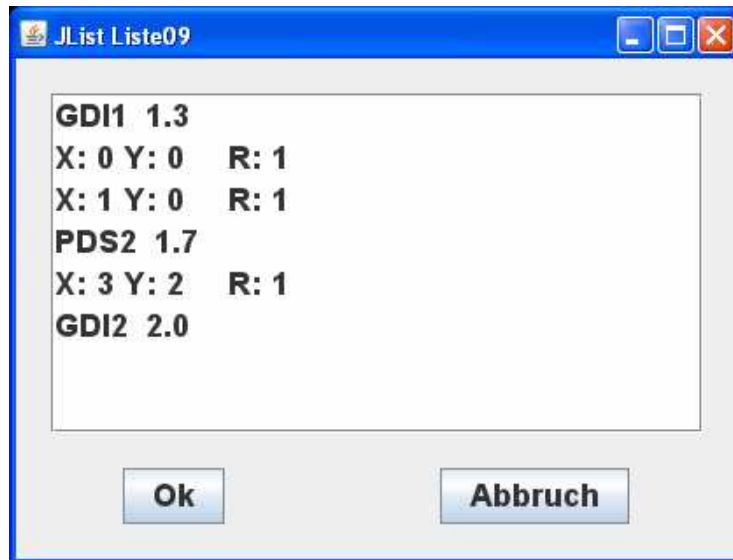 JList Liste09
GDI1 1.3
X: 0 Y: 0 R: 1
X: 1 Y: 0 R: 1
PDS2 1.7
X: 3 Y: 2 R: 1
GDI2 2.0
Ok Abbruch